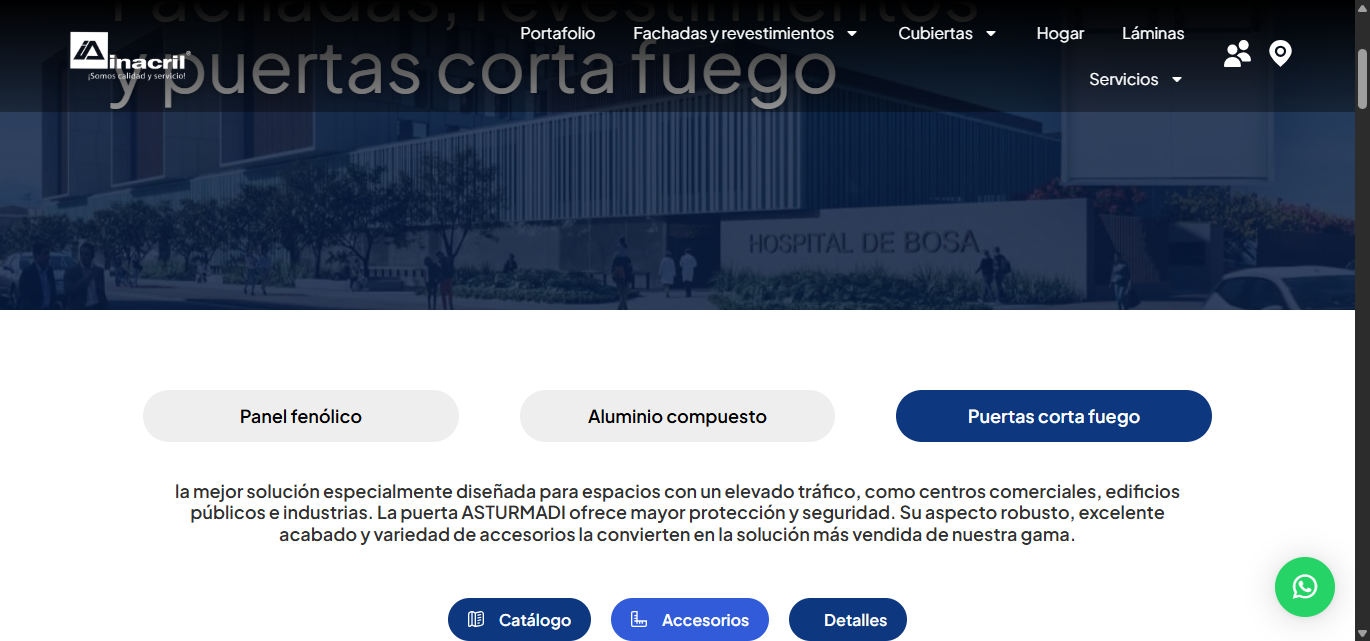 Fachadas, revestimientos
y puertas corta fuego
inacril®
¡Somos calidad y servicio!
Portafolio
Fachadas y revestimientos
Cubiertas
Hogar
Láminas
Servicios
HOSPITAL DE BOSA
Panel fenólico
Aluminio compuesto
Puertas corta fuego
la mejor solución especialmente diseñada para espacios con un elevado tráfico, como centros comerciales, edificios
públicos e industrias. La puerta ASTURMADI ofrece mayor protección y seguridad. Su aspecto robusto, excelente
acabado y variedad de accesorios la convierten en la solución más vendida de nuestra gama.
Catálogo
Accesorios
Detalles